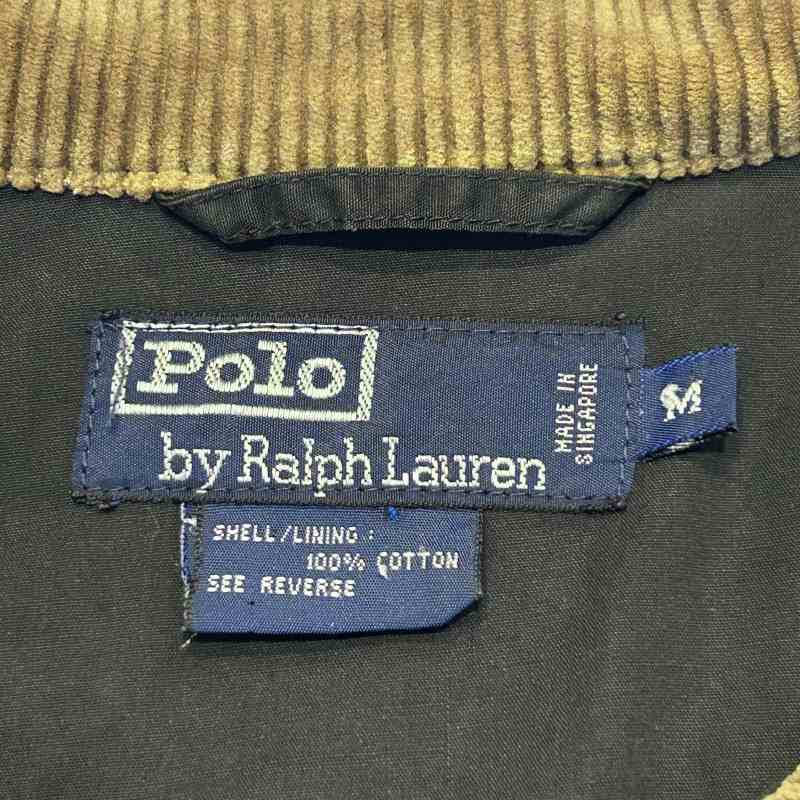 Polo
by Ralph Lauren
MADE IN
SINGAPORE
M
SHELL/LINING :
100% COTTON
SEE REVERSE